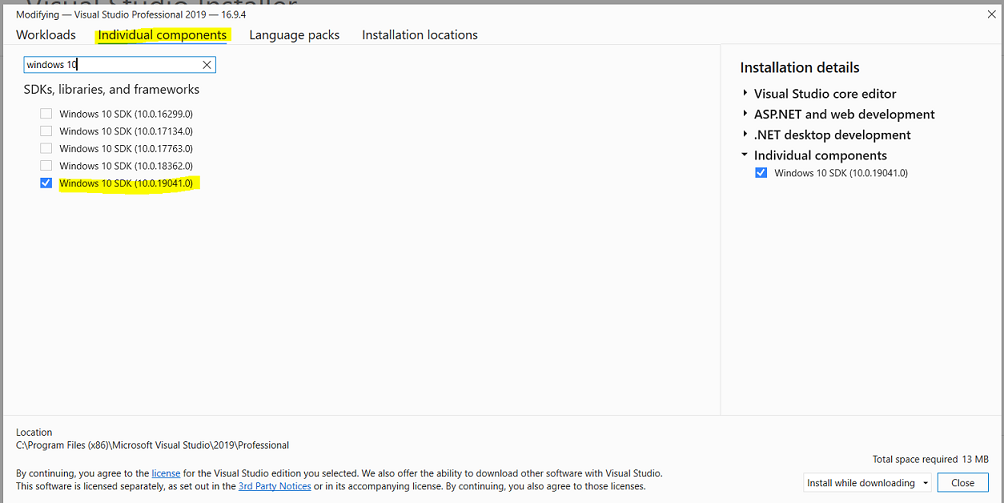 Visual Studio Installer
Modifying — Visual Studio Professional 2019 — 16.9.4
Workloads Individual components Language packs Installation locations
windows 10
SDKs, libraries, and frameworks
Windows 10 SDK (10.0.16299.0)
Windows 10 SDK (10.0.17134.0)
Windows 10 SDK (10.0.17763.0)
Windows 10 SDK (10.0.18362.0)
Windows 10 SDK (10.0.19041.0)
Installation details
Visual Studio core editor
ASP.NET and web development
.NET desktop development
Individual components
Windows 10 SDK (10.0.19041.0)
Location
C:\Program Files (x86)\Microsoft Visual Studio\2019\Professional
By continuing, you agree to the license for the Visual Studio edition you selected. We also offer the ability to download other software with Visual Studio.
This software is licensed separately, as set out in the 3rd Party Notices or in its accompanying license. By continuing, you also agree to those licenses.
Total space required 13 MB
Install while downloading Close